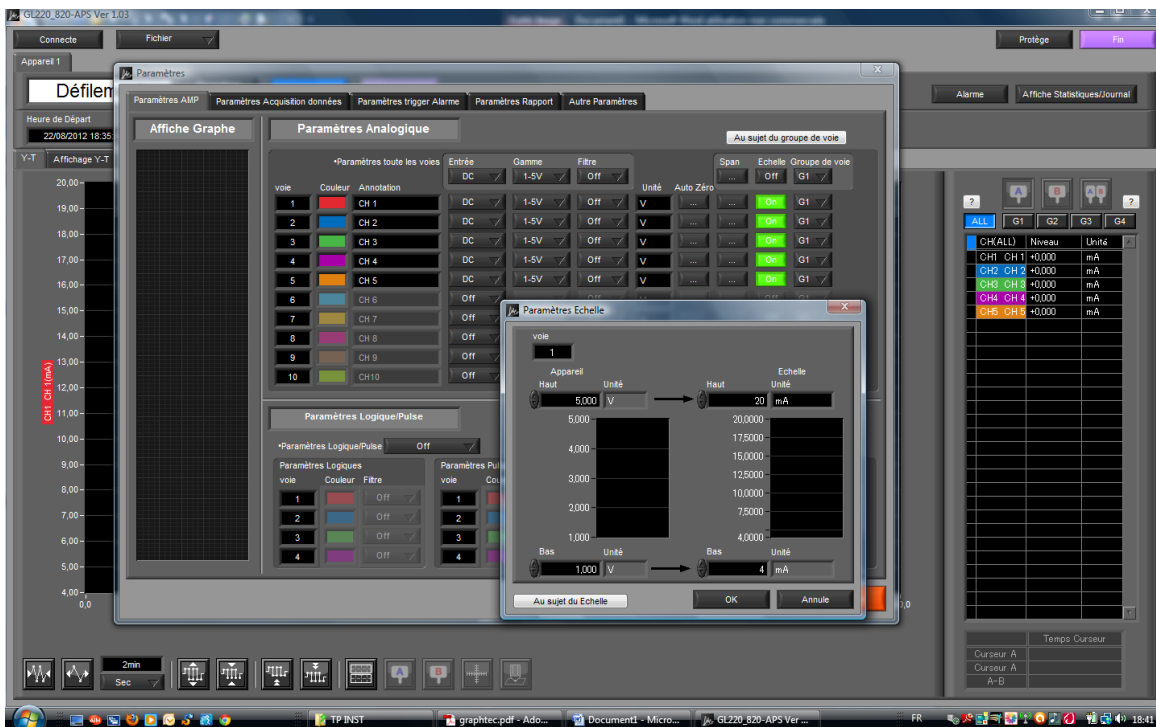 GL220_820-APS Ver 1.03
Connecte Fichier Protège Fin
Appareil 1
Défilem
Alarme Affiche Statistiques/Journal
Heure de Départ
22/08/2012 18:35:
Y-T Affichage Y-T
20,00
19,00
18,00
17,00
16,00
15,00
14,00
13,00
12,00
11,00
10,00
9,00
8,00
7,00
6,00
5,00
4,00
0,0
CH1 CH 1(mA)
Paramètres
Paramètres AMP Paramètres Acquisition données Paramètres trigger Alarme Paramètres Rapport Autre Paramètres
Affiche Graphe
Paramètres Analogique
Au sujet du groupe de voie
•Paramètres toute les voies Entrée Gamme Filtre Span Echelle Groupe de voie
DC 1-5V Off ... Off G1
voie Couleur Annotation Unité Auto Zéro
1 CH 1 DC 1-5V Off V ... ... On G1
2 CH 2 DC 1-5V Off V ... ... On G1
3 CH 3 DC 1-5V Off V ... ... On G1
4 CH 4 DC 1-5V Off V ... ... On G1
5 CH 5 DC 1-5V Off V ... ... On G1
6 CH 6 Off
7 CH 7 Off
8 CH 8 Off
9 CH 9 Off
10 CH10 Off
Paramètres Logique/Pulse
•Paramètres Logique/Pulse Off
Paramètres Logiques Paramètres Pul
voie Couleur Filtre voie Cou
1 Off 1
2 Off 2
3 Off 3
4 Off 4
Paramètres Echelle
voie
1
Appareil Echelle
Haut Unité Haut Unité
5,000 V 20 mA
5,000 20,0000
17,5000
4,000
15,0000
3,000 12,5000
10,0000
2,000 7,5000
1,000 4,0000
Bas Unité Bas Unité
1,000 V 4 mA
Au sujet du Echelle OK Annule
? A B A B ?
ALL G1 G2 G3 G4
CH(ALL) Niveau Unité
CH1 CH 1 +0,000 mA
CH2 CH 2 +0,000 mA
CH3 CH 3 +0,000 mA
CH4 CH 4 +0,000 mA
CH5 CH 5 +0,000 mA
Temps Curseur
Curseur A
Curseur A
A-B
2min
Sec
A B
TP INST graphtec.pdf - Ado... Document1 - Micro... GL220_820-APS Ver ... FR 18:41